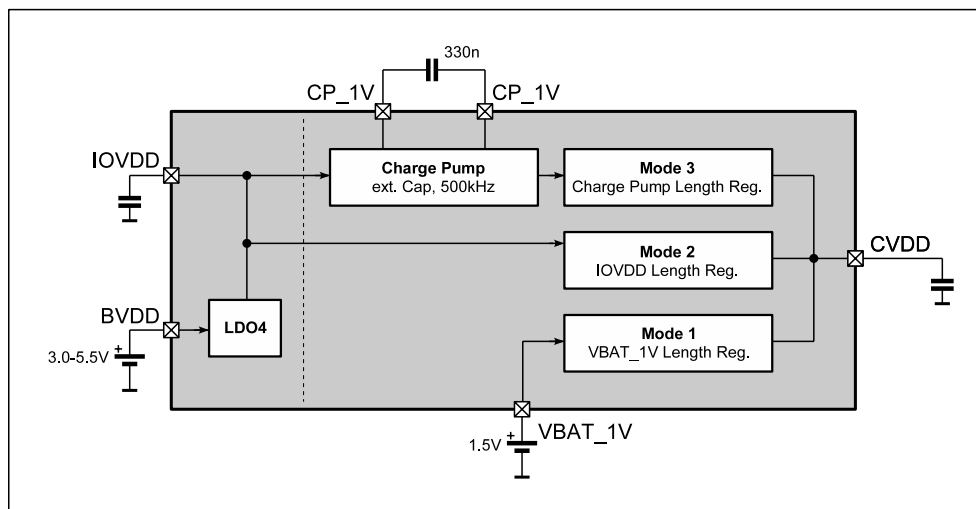 330n
CP_1V
CP_1V
IOVDD
Charge Pump
ext. Cap, 500kHz
Mode 3
Charge Pump Length Reg.
Mode 2
IOVDD Length Reg.
CVDD
BVDD
LDO4
+
3.0-5.5V
Mode 1
VBAT_1V Length Reg.
+
1.5V
VBAT_1V